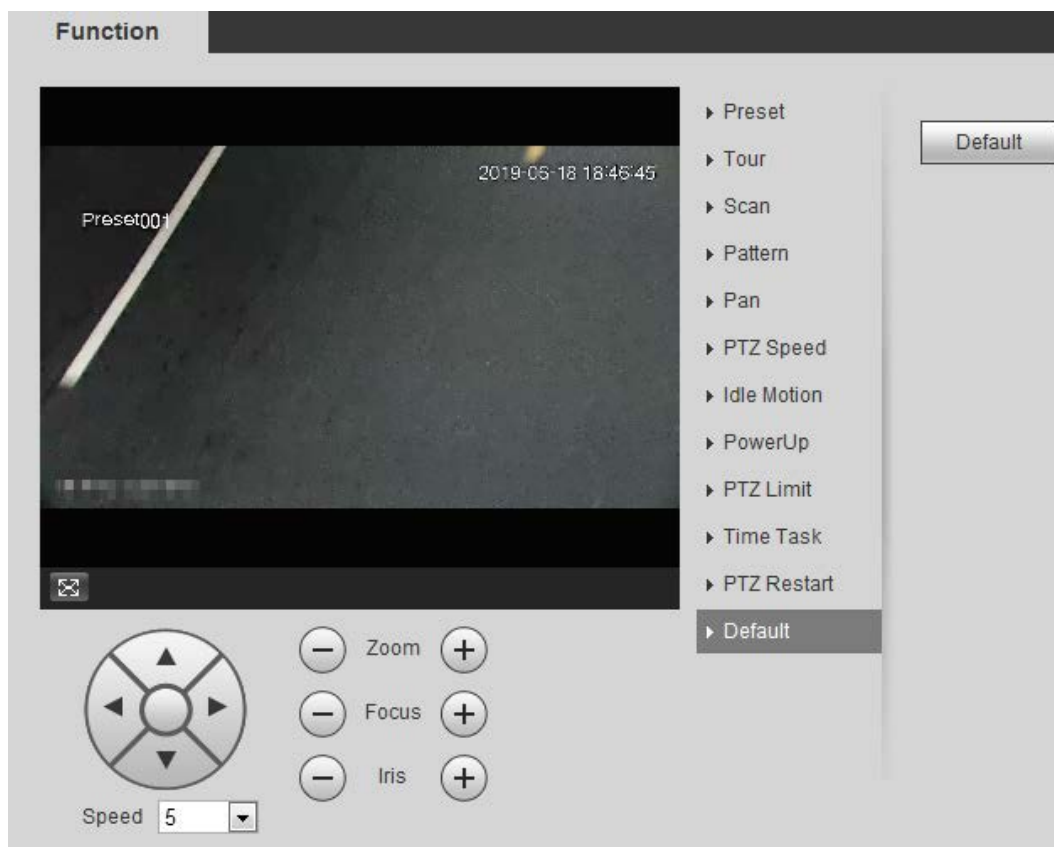 Function
2019-06-18 18:46:45
Preset001
Preset
Tour
Scan
Pattern
Pan
PTZ Speed
Idle Motion
PowerUp
PTZ Limit
Time Task
PTZ Restart
Default
Default
Zoom
Focus
Iris
Speed 5